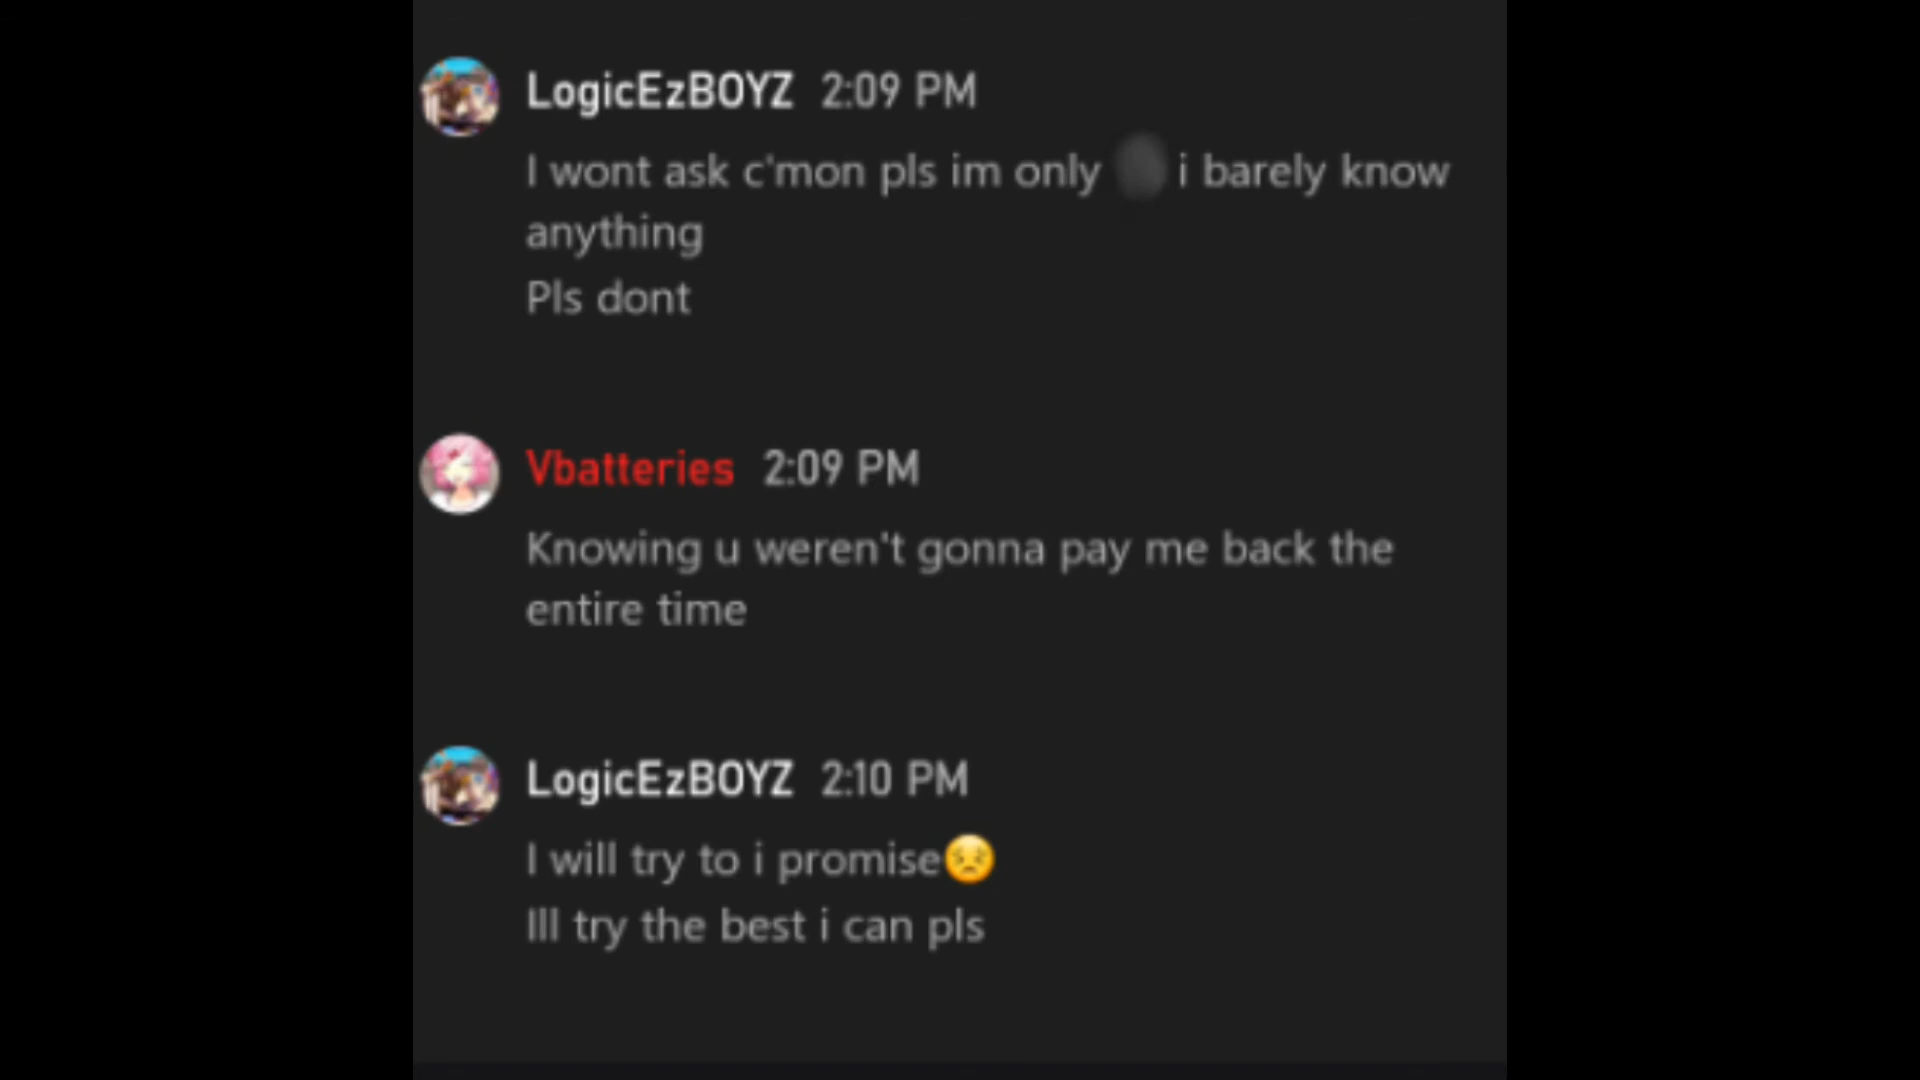 LogicEzBOYZ 2:09 PM
I wont ask c'mon pls im only i barely know
anything
Pls dont
Vbatteries 2:09 PM
Knowing u weren't gonna pay me back the
entire time
LogicEzBOYZ 2:10 PM
I will try to i promise😣
Ill try the best i can pls